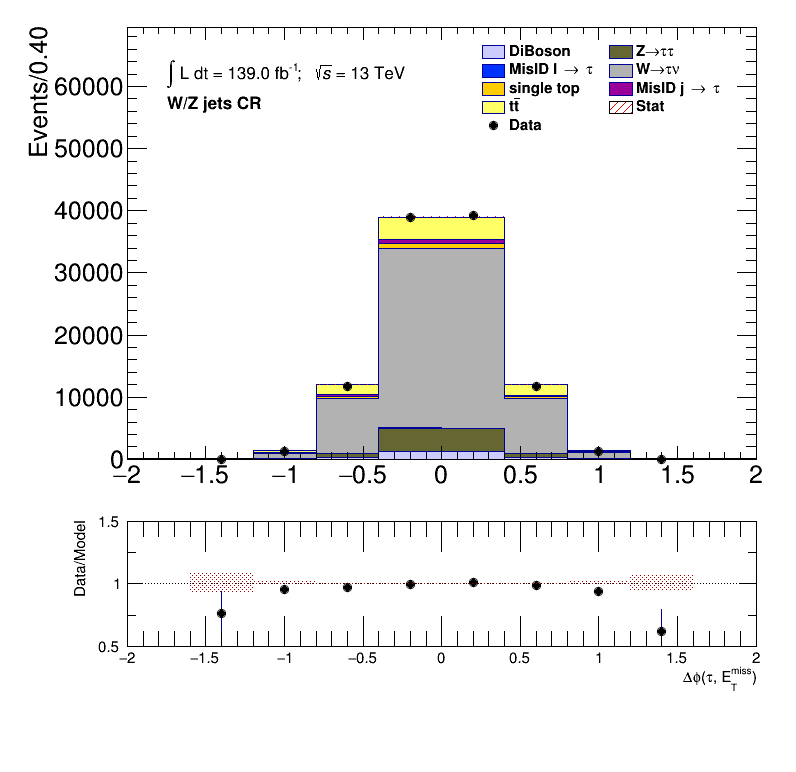 Events/0.40
60000
50000
40000
30000
20000
10000
0
∫ L dt = 139.0 fb⁻¹; √s = 13 TeV
W/Z jets CR
DiBoson
Z→ττ
MisID l → τ
W→τν
single top
MisID j → τ
tt̄
Stat
Data
−2 −1.5 −1 −0.5 0 0.5 1 1.5 2
Data/Model
1.5
1
0.5
−2 −1.5 −1 −0.5 0 0.5 1 1.5 2
Δϕ(τ, E_T^miss)